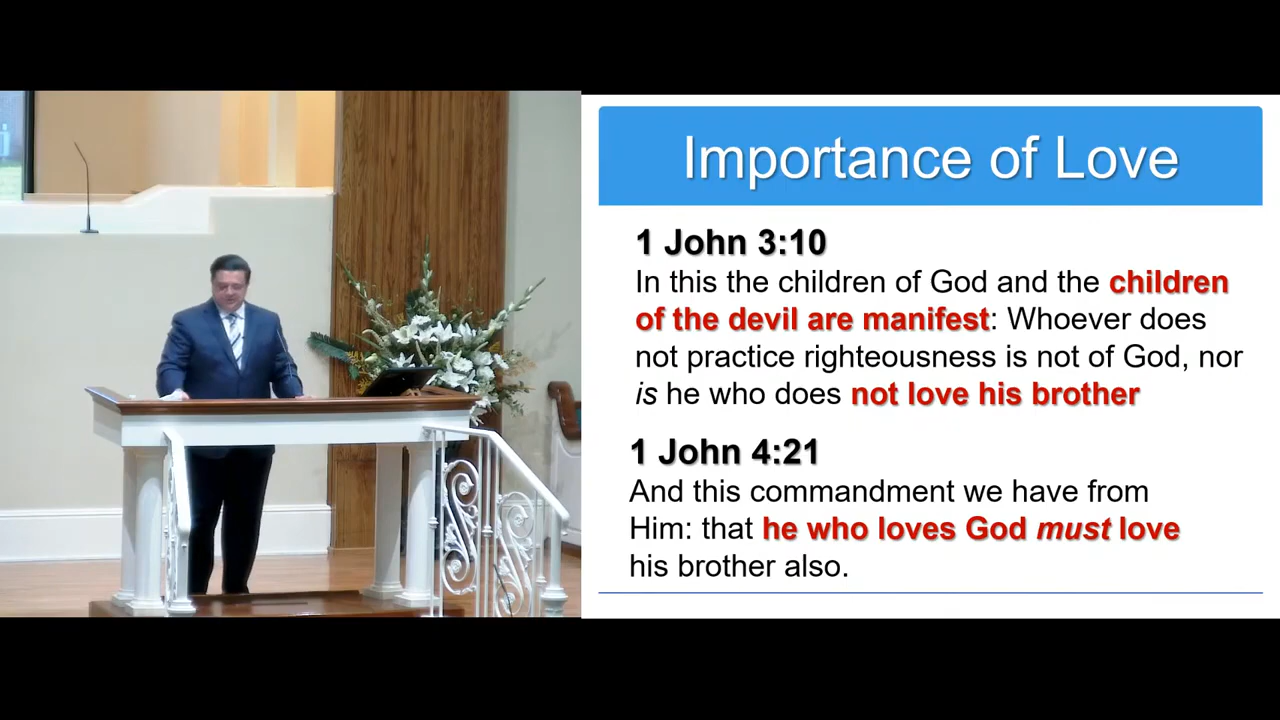 Importance of Love
1 John 3:10
In this the children of God and the children
of the devil are manifest: Whoever does
not practice righteousness is not of God, nor
is he who does not love his brother
1 John 4:21
And this commandment we have from
Him: that he who loves God must love
his brother also.